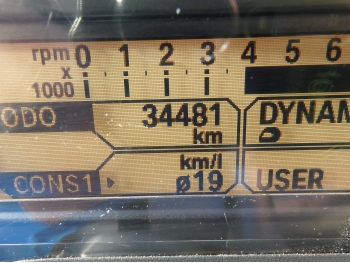 rpm 0 1 2 3 4 5 6
x
1000
ODO 34481 DYNAM
km
km/l
CONS1 ø19 USER